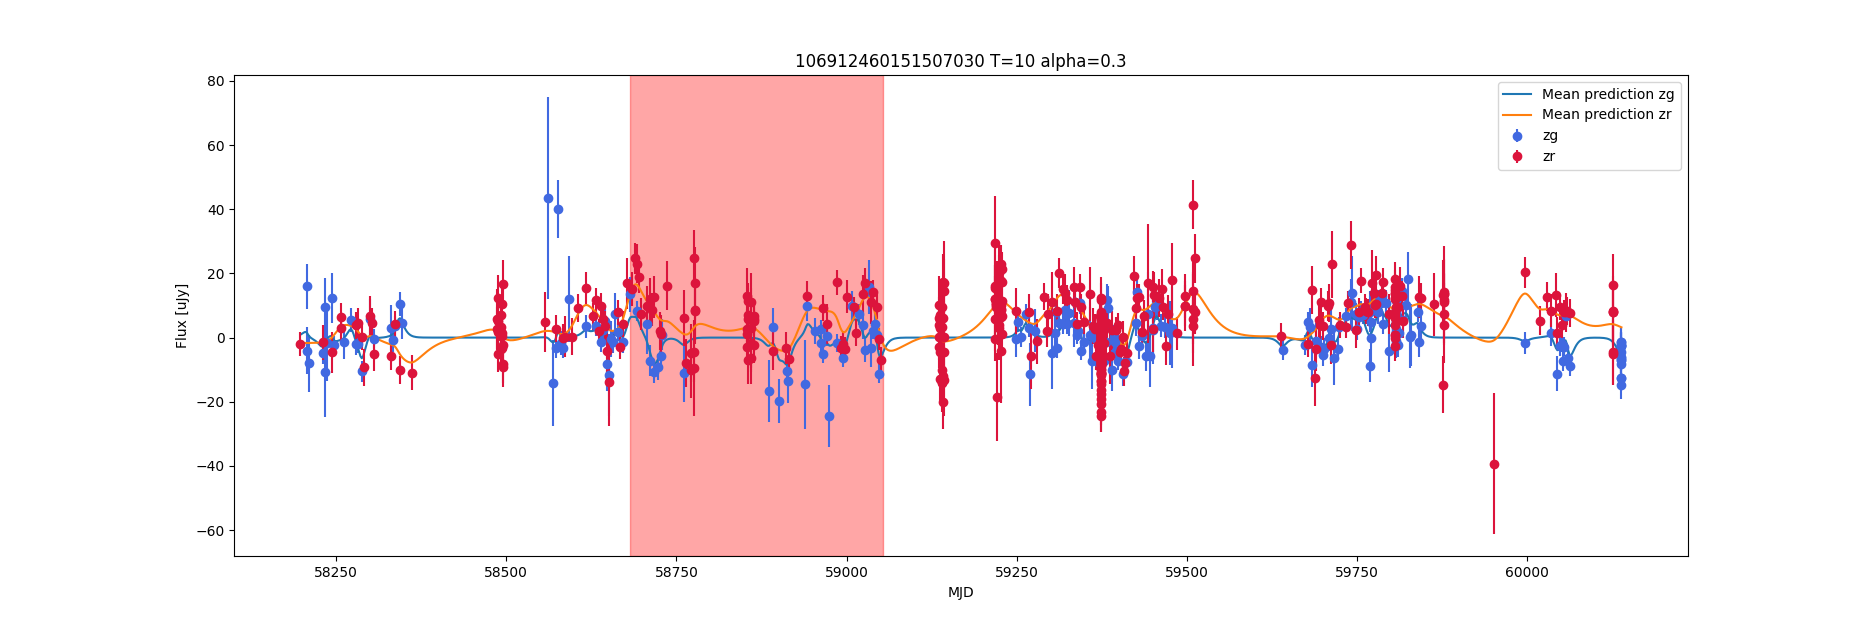 106912460151507030 T=10 alpha=0.3
80
60
40
20
0
−20
−40
−60
Flux [uJy]
58250
58500
58750
59000
59250
59500
59750
60000
MJD
Mean prediction zg
Mean prediction zr
zg
zr